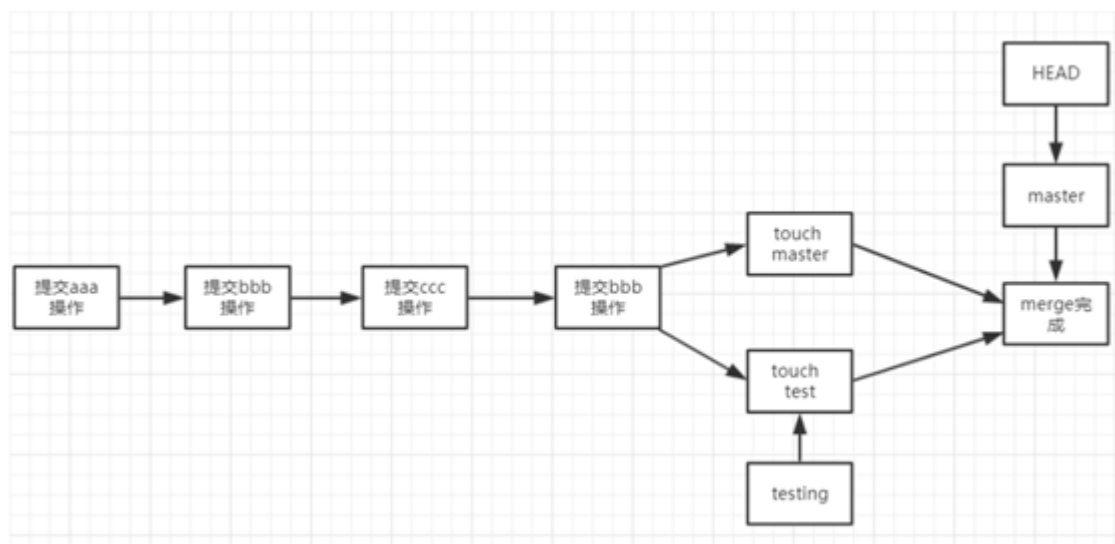 HEAD
master
touch
master
提交aaa
操作
提交bbb
操作
提交ccc
操作
提交bbb
操作
merge完
成
touch
test
testing